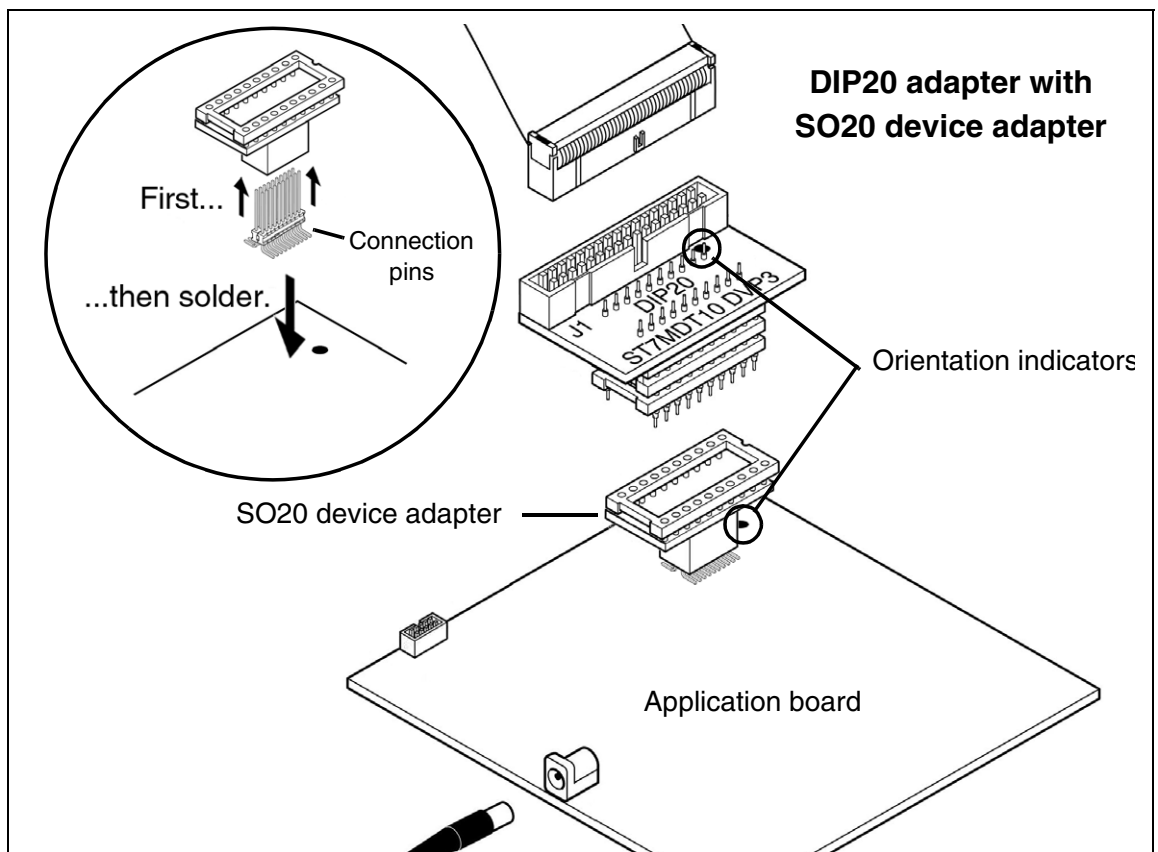 DIP20 adapter with
SO20 device adapter
First...
Connection
pins
...then solder.
J1
DIP20
ST7MDT10 DVP3
Orientation indicators
SO20 device adapter
Application board